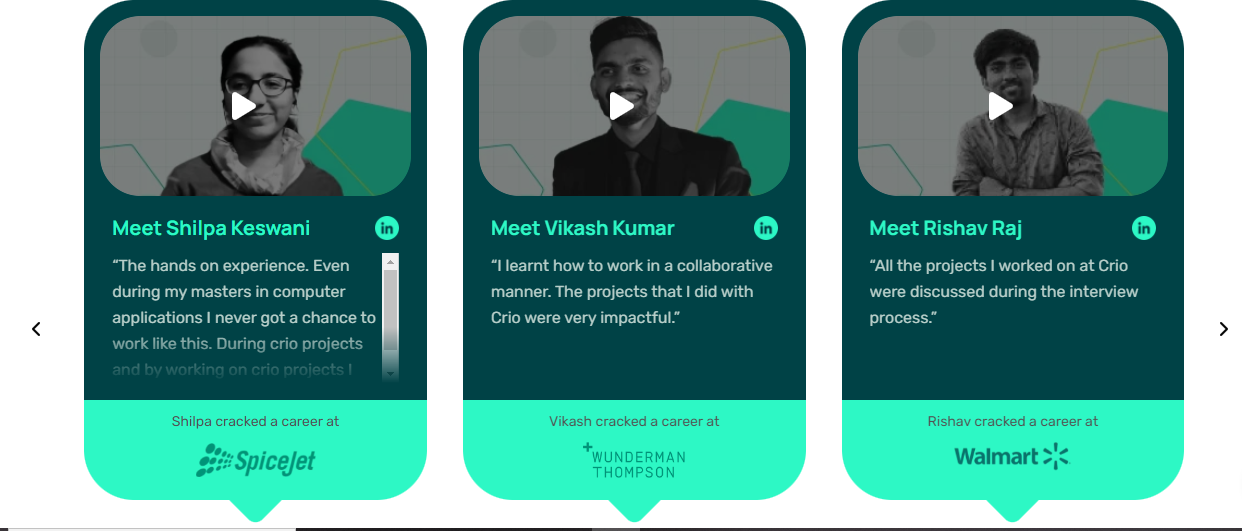 Meet Shilpa Keswani
in
“The hands on experience. Even
during my masters in computer
applications I never got a chance to
work like this. During crio projects
and by working on crio projects I
Shilpa cracked a career at
SpiceJet
Meet Vikash Kumar
in
“I learnt how to work in a collaborative
manner. The projects that I did with
Crio were very impactful.”
Vikash cracked a career at
WUNDERMAN
THOMPSON
Meet Rishav Raj
in
“All the projects I worked on at Crio
were discussed during the interview
process.”
Rishav cracked a career at
Walmart